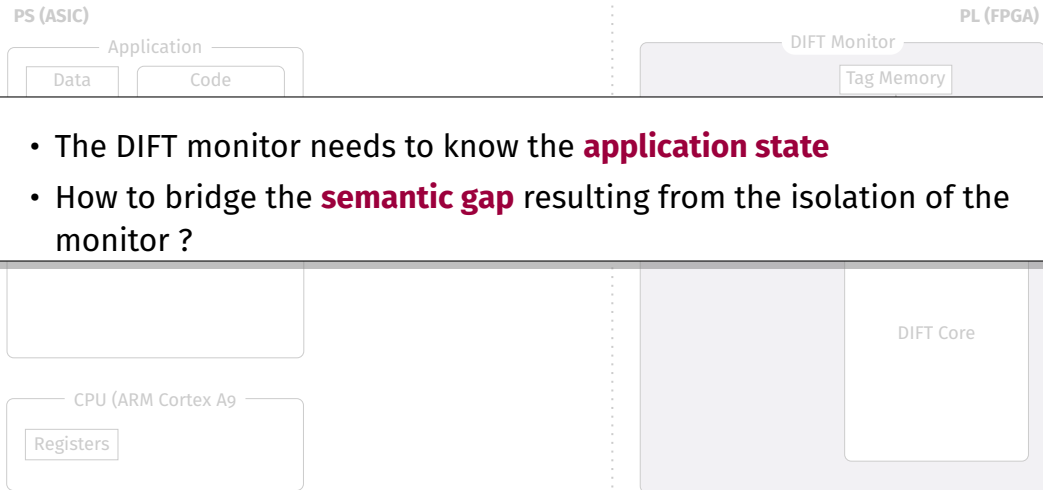 PS (ASIC)
PL (FPGA)
Application
DIFT Monitor
Data
Code
Tag Memory
• The DIFT monitor needs to know the application state
• How to bridge the semantic gap resulting from the isolation of the
monitor ?
DIFT Core
CPU (ARM Cortex A9
Registers